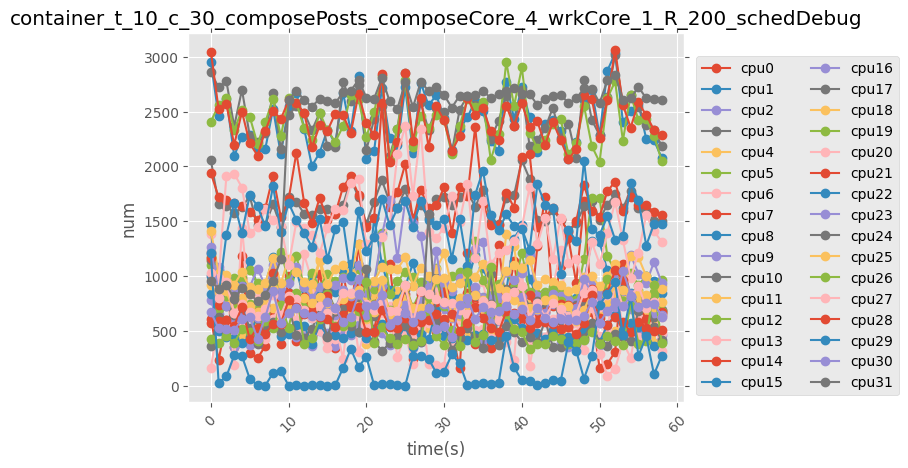 container_t_10_c_30_composePosts_composeCore_4_wrkCore_1_R_200_schedDebug
num
3000
2500
2000
1500
1000
500
0
0
10
20
30
40
50
60
time(s)
cpu0
cpu1
cpu2
cpu3
cpu4
cpu5
cpu6
cpu7
cpu8
cpu9
cpu10
cpu11
cpu12
cpu13
cpu14
cpu15
cpu16
cpu17
cpu18
cpu19
cpu20
cpu21
cpu22
cpu23
cpu24
cpu25
cpu26
cpu27
cpu28
cpu29
cpu30
cpu31